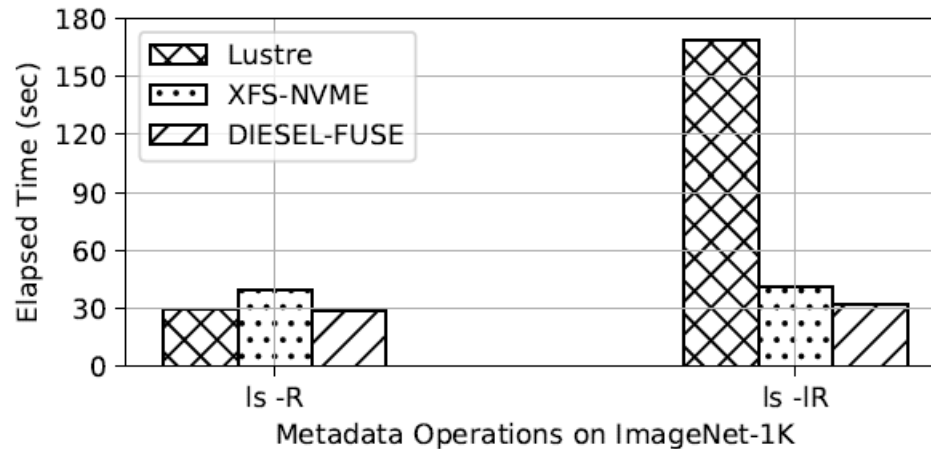 180
150
120
90
60
30
0
Elapsed Time (sec)
Lustre
XFS-NVME
DIESEL-FUSE
ls -R
ls -lR
Metadata Operations on ImageNet-1K